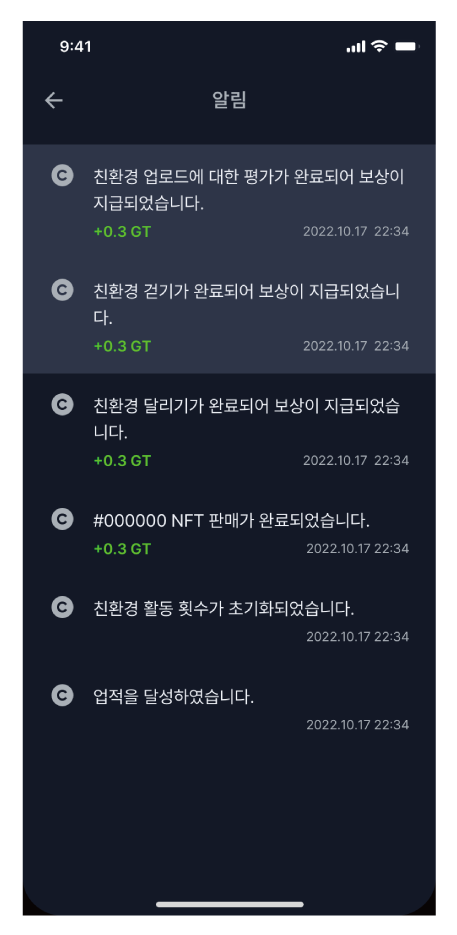 9:41
알림
C 친환경 업로드에 대한 평가가 완료되어 보상이
지급되었습니다.
+0.3 GT 2022.10.17 22:34
C 친환경 걷기가 완료되어 보상이 지급되었습니
다.
+0.3 GT 2022.10.17 22:34
C 친환경 달리기가 완료되어 보상이 지급되었습
니다.
+0.3 GT 2022.10.17 22:34
C #000000 NFT 판매가 완료되었습니다.
+0.3 GT 2022.10.17 22:34
C 친환경 활동 횟수가 초기화되었습니다.
2022.10.17 22:34
C 업적을 달성하였습니다.
2022.10.17 22:34